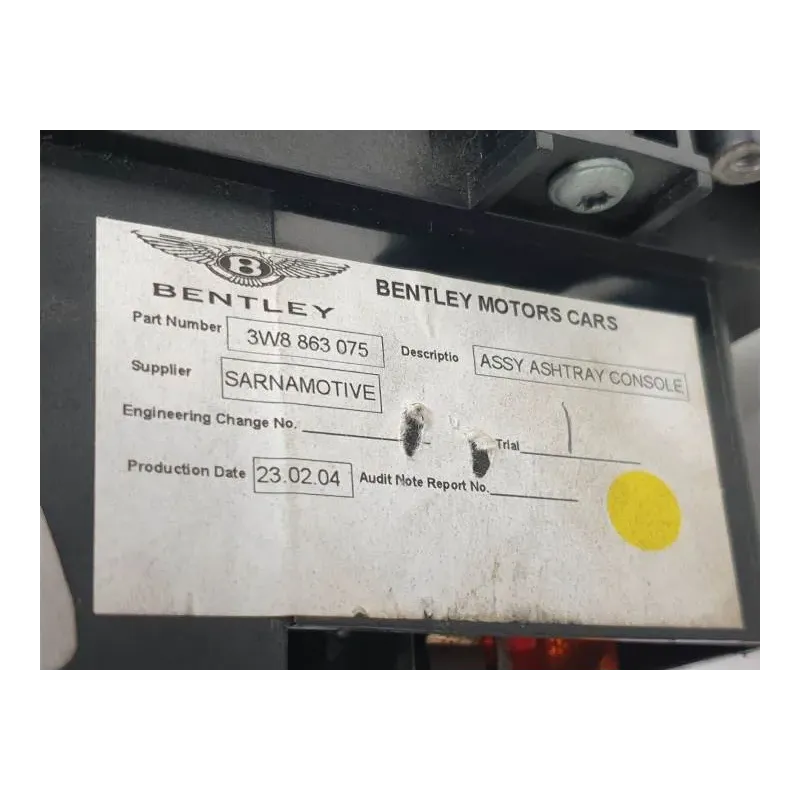 B
BENTLEY
BENTLEY MOTORS CARS
Part Number 3W8 863 075 Descriptio ASSY ASHTRAY CONSOLE
Supplier SARNAMOTIVE
Engineering Change No. Trial
Production Date 23.02.04 Audit Note Report No.